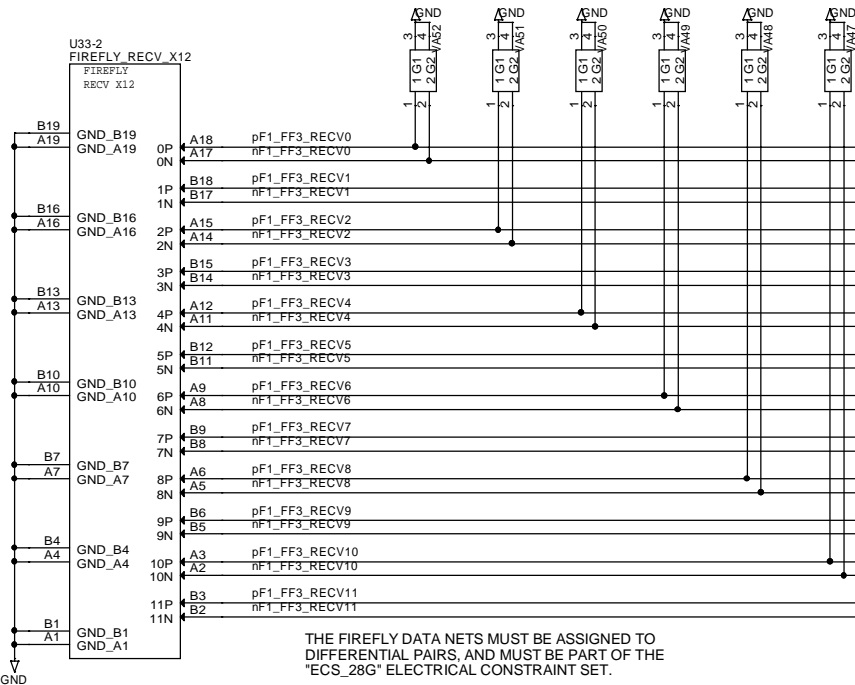 GND GND GND GND GND GND
3 4 3 4 3 4 3 4 3 4 3 4
VA52 VA51 VA50 VA49 VA48 VA47
1 G1 1 G1 1 G1 1 G1 1 G1 1 G1
2 G2 2 G2 2 G2 2 G2 2 G2 2 G2
1 2 1 2 1 2 1 2 1 2 1 2
U33-2
FIREFLY_RECV_X12
FIREFLY
RECV X12
B19 GND_B19
A19 GND_A19 0P A18 pF1_FF3_RECV0
0N A17 nF1_FF3_RECV0
1P B18 pF1_FF3_RECV1
1N B17 nF1_FF3_RECV1
B16 GND_B16
A16 GND_A16 2P A15 pF1_FF3_RECV2
2N A14 nF1_FF3_RECV2
3P B15 pF1_FF3_RECV3
3N B14 nF1_FF3_RECV3
B13 GND_B13
A13 GND_A13 4P A12 pF1_FF3_RECV4
4N A11 nF1_FF3_RECV4
5P B12 pF1_FF3_RECV5
5N B11 nF1_FF3_RECV5
B10 GND_B10
A10 GND_A10 6P A9 pF1_FF3_RECV6
6N A8 nF1_FF3_RECV6
7P B9 pF1_FF3_RECV7
7N B8 nF1_FF3_RECV7
B7 GND_B7
A7 GND_A7 8P A6 pF1_FF3_RECV8
8N A5 nF1_FF3_RECV8
9P B6 pF1_FF3_RECV9
9N B5 nF1_FF3_RECV9
B4 GND_B4
A4 GND_A4 10P A3 pF1_FF3_RECV10
10N A2 nF1_FF3_RECV10
11P B3 pF1_FF3_RECV11
11N B2 nF1_FF3_RECV11
B1 GND_B1
A1 GND_A1
GND
THE FIREFLY DATA NETS MUST BE ASSIGNED TO
DIFFERENTIAL PAIRS, AND MUST BE PART OF THE
"ECS_28G" ELECTRICAL CONSTRAINT SET.